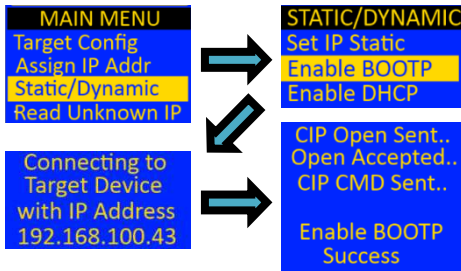 MAIN MENU
Target Config
Assign IP Addr
Static/Dynamic
Read Unknown IP
STATIC/DYNAMIC
Set IP Static
Enable BOOTP
Enable DHCP
Connecting to
Target Device
with IP Address
192.168.100.43
CIP Open Sent..
Open Accepted..
CIP CMD Sent..
Enable BOOTP
Success